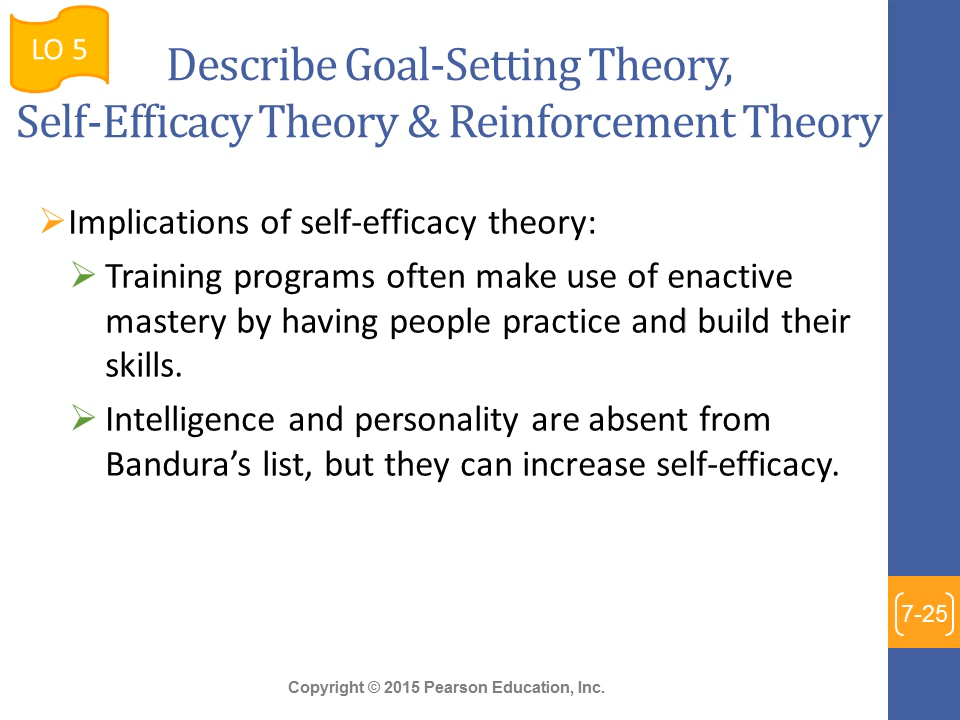 LO 5
Describe Goal-Setting Theory,
Self-Efficacy Theory & Reinforcement Theory
Implications of self-efficacy theory:
Training programs often make use of enactive
mastery by having people practice and build their
skills.
Intelligence and personality are absent from
Bandura’s list, but they can increase self-efficacy.
7-25
Copyright © 2015 Pearson Education, Inc.